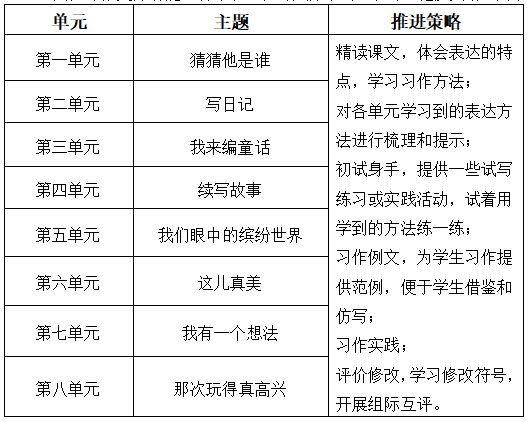 单元 主题 推进策略
第一单元 猜猜他是谁
第二单元 写日记
第三单元 我来编童话
第四单元 续写故事
第五单元 我们眼中的缤纷世界
第六单元 这儿真美
第七单元 我有一个想法
第八单元 那次玩得真高兴
精读课文，体会表达的特
点，学习习作方法；
对各单元学习到的表达方
法进行梳理和提示；
初试身手，提供一些试写
练习或实践活动，试着用
学到的方法练一练；
习作例文，为学生习作提
供范例，便于学生借鉴和
仿写；
习作实践；
评价修改，学习修改符号，
开展组际互评。